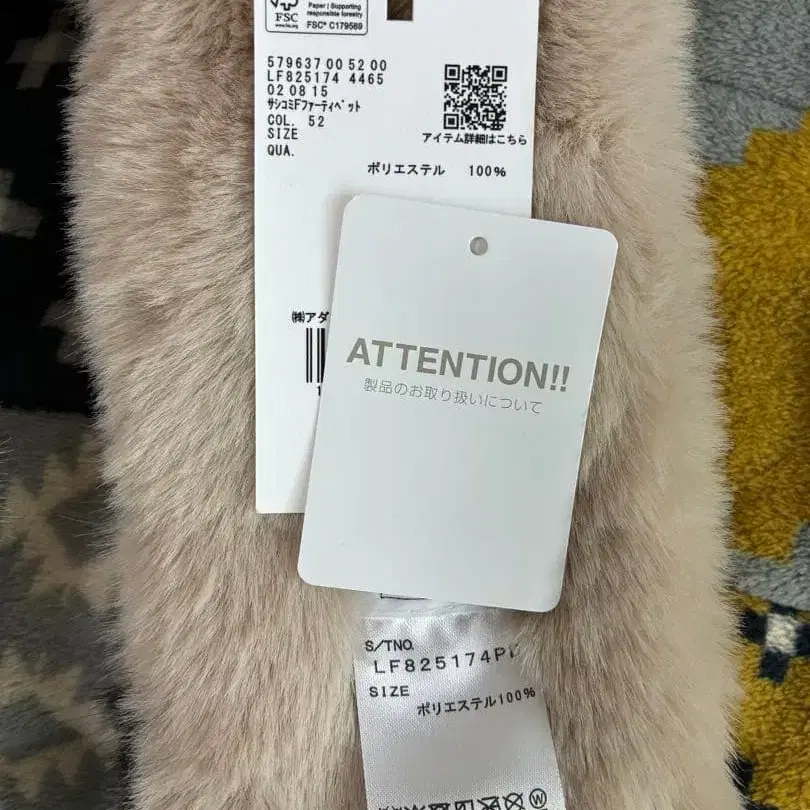 FSC
Paper | Supporting
responsible forestry
FSC® C179569
579637 00 52 00
LF825174 4465
02 08 15
ｻｼｺﾐFﾌｧｰﾃｨﾍﾟｯﾄ
COL. 52
SIZE
QUA.
アイテム詳細はこちら
ポリエステル 100%
㈱アダ
ATTENTION!!
製品のお取り扱いについて
S/TNO.
LF825174P
SIZE
ポリエステル100%